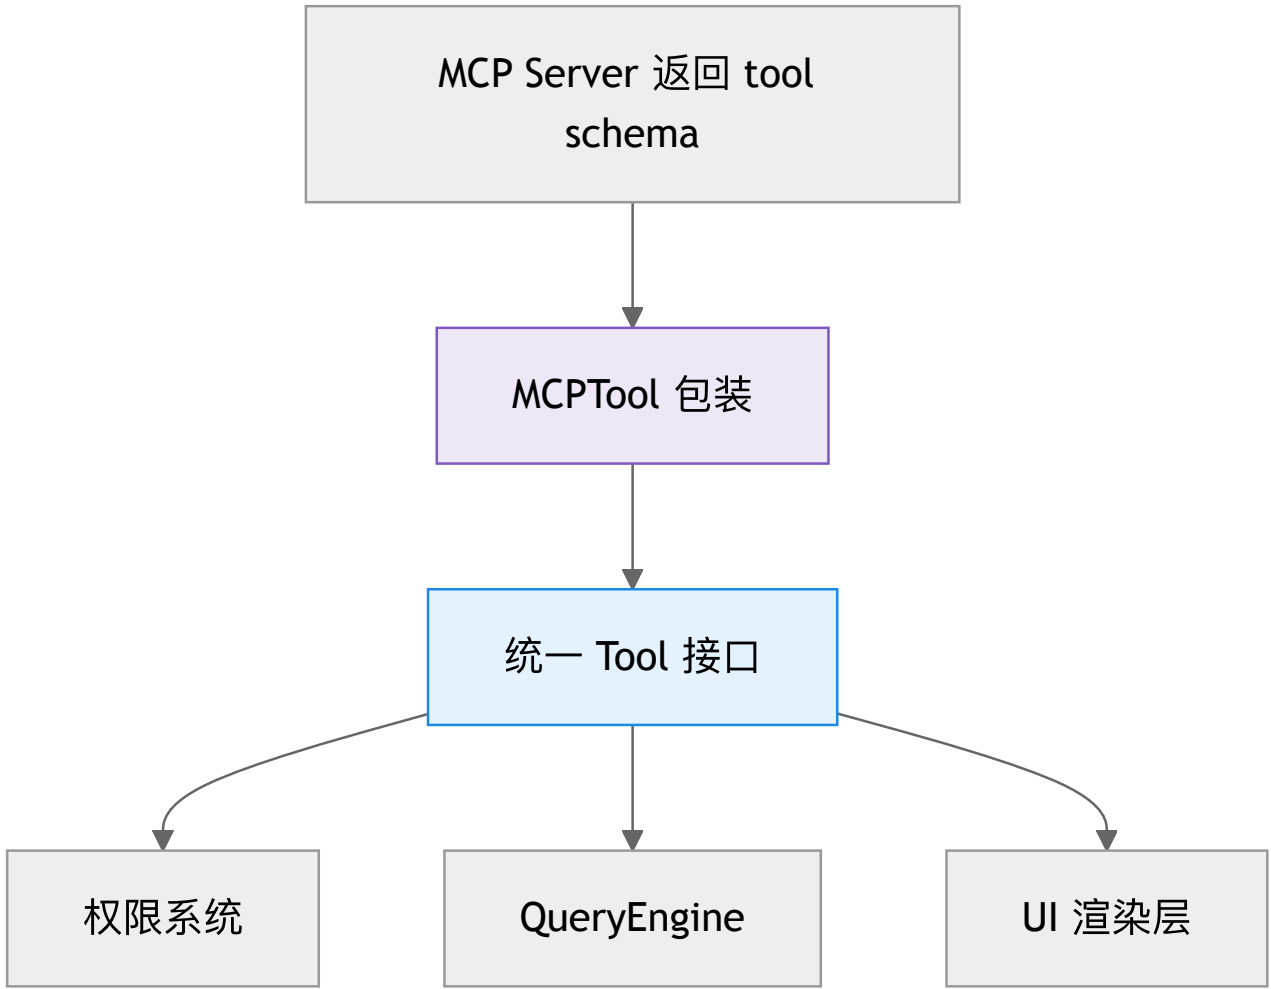 MCP Server 返回 tool
schema
MCPTool 包装
统一 Tool 接口
权限系统
QueryEngine
UI 渲染层